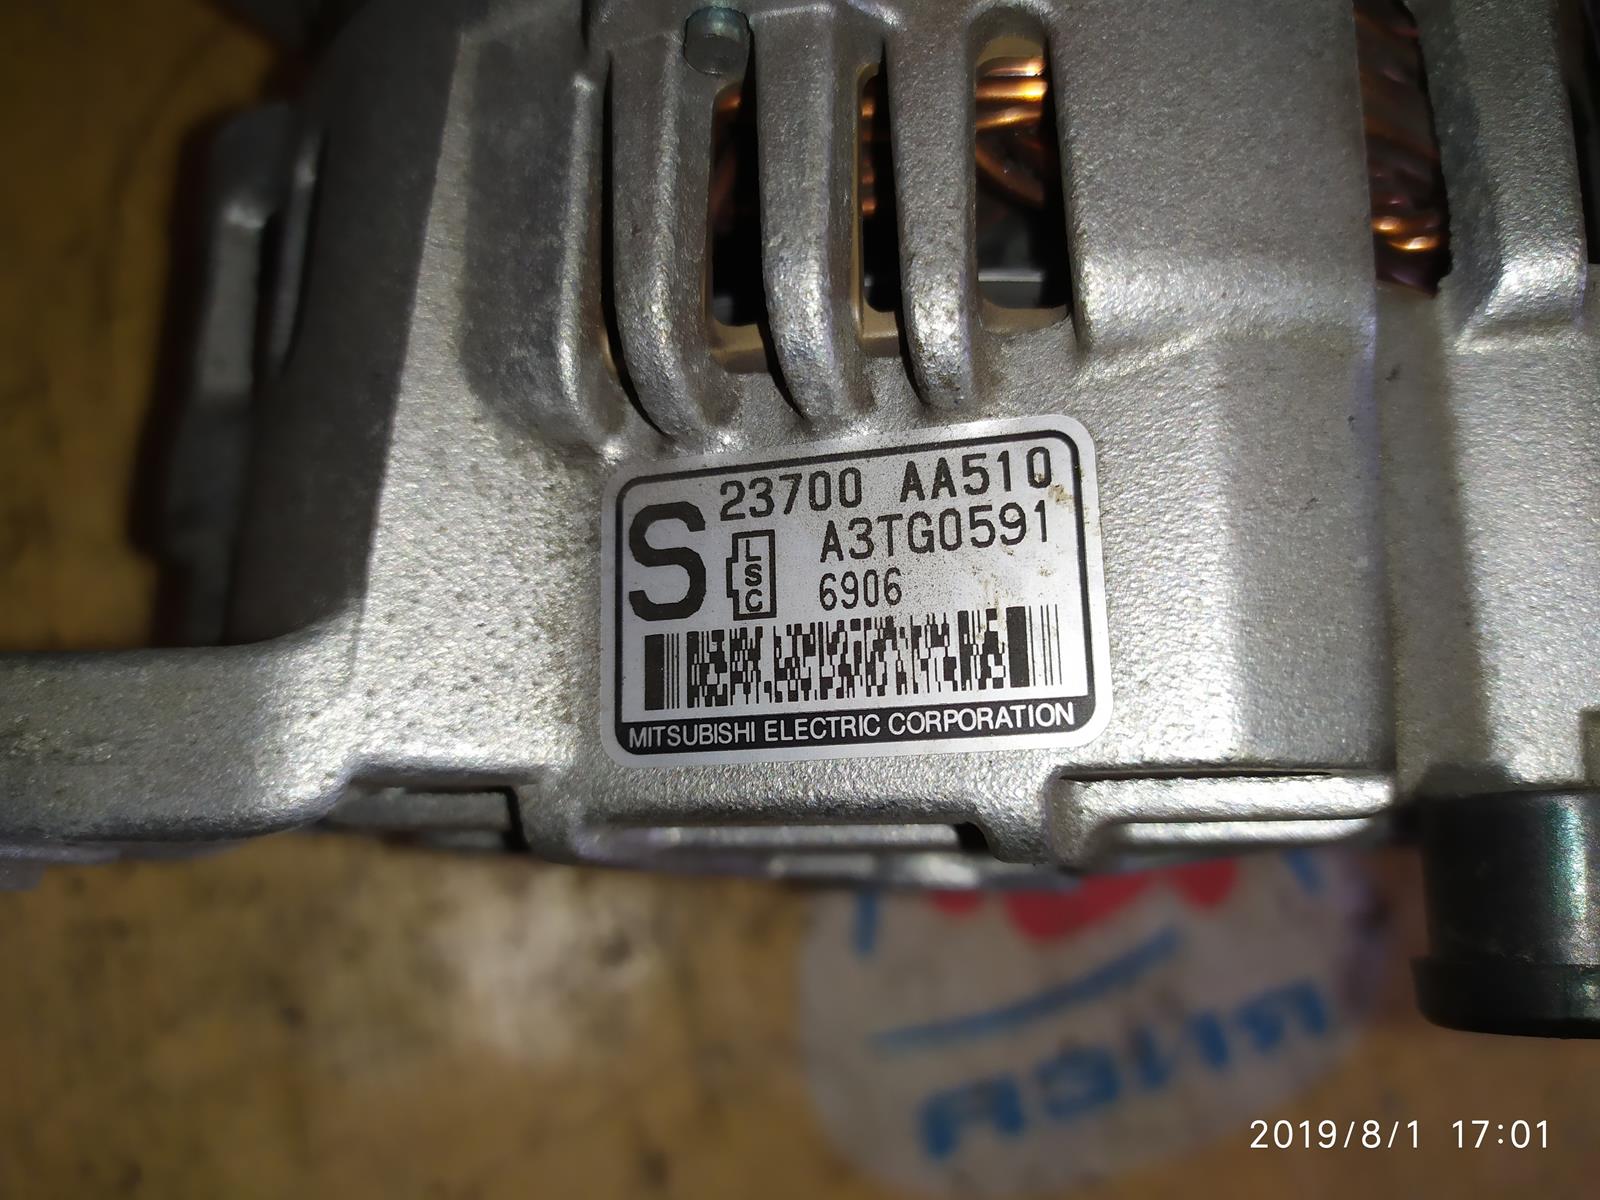 23700 AA510
S
LSC
A3TG0591
6906
MITSUBISHI ELECTRIC CORPORATION
2019/8/1 17:01